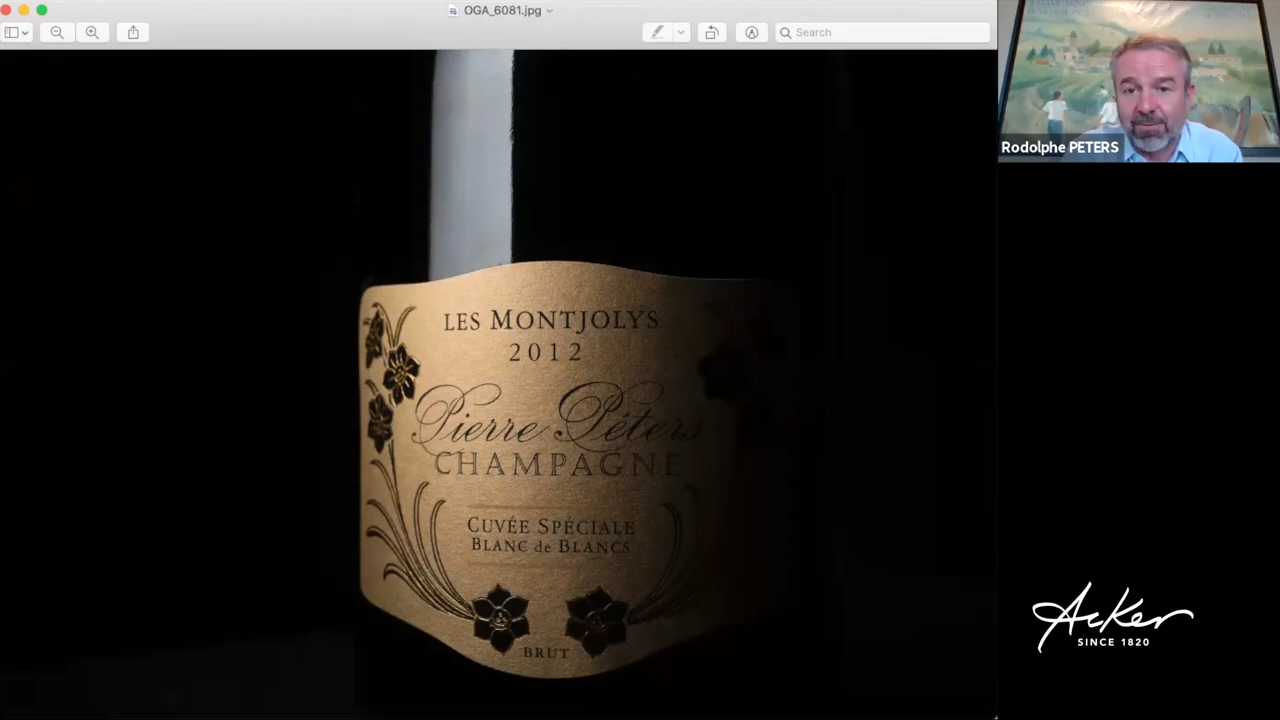 OGA_6081.jpg
Search
LES MONTJOLYS
2012
Pierre Péters
CHAMPAGNE
CUVÉE SPÉCIALE
BLANC de BLANCS
BRUT
Rodolphe PETERS
Acker
SINCE 1820